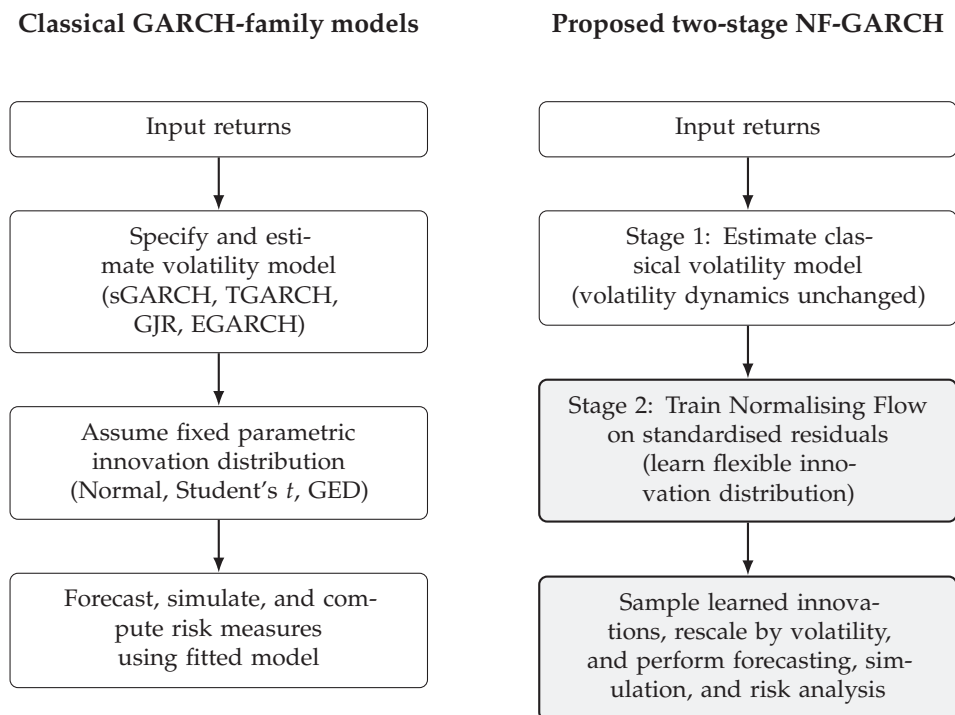 Classical GARCH-family models
Input returns
Specify and esti-
mate volatility model
(sGARCH, TGARCH,
GJR, EGARCH)
Assume fixed parametric
innovation distribution
(Normal, Student's t, GED)
Forecast, simulate, and com-
pute risk measures
using fitted model
Proposed two-stage NF-GARCH
Input returns
Stage 1: Estimate clas-
sical volatility model
(volatility dynamics unchanged)
Stage 2: Train Normalising Flow
on standardised residuals
(learn flexible inno-
vation distribution)
Sample learned innova-
tions, rescale by volatility,
and perform forecasting, sim-
ulation, and risk analysis